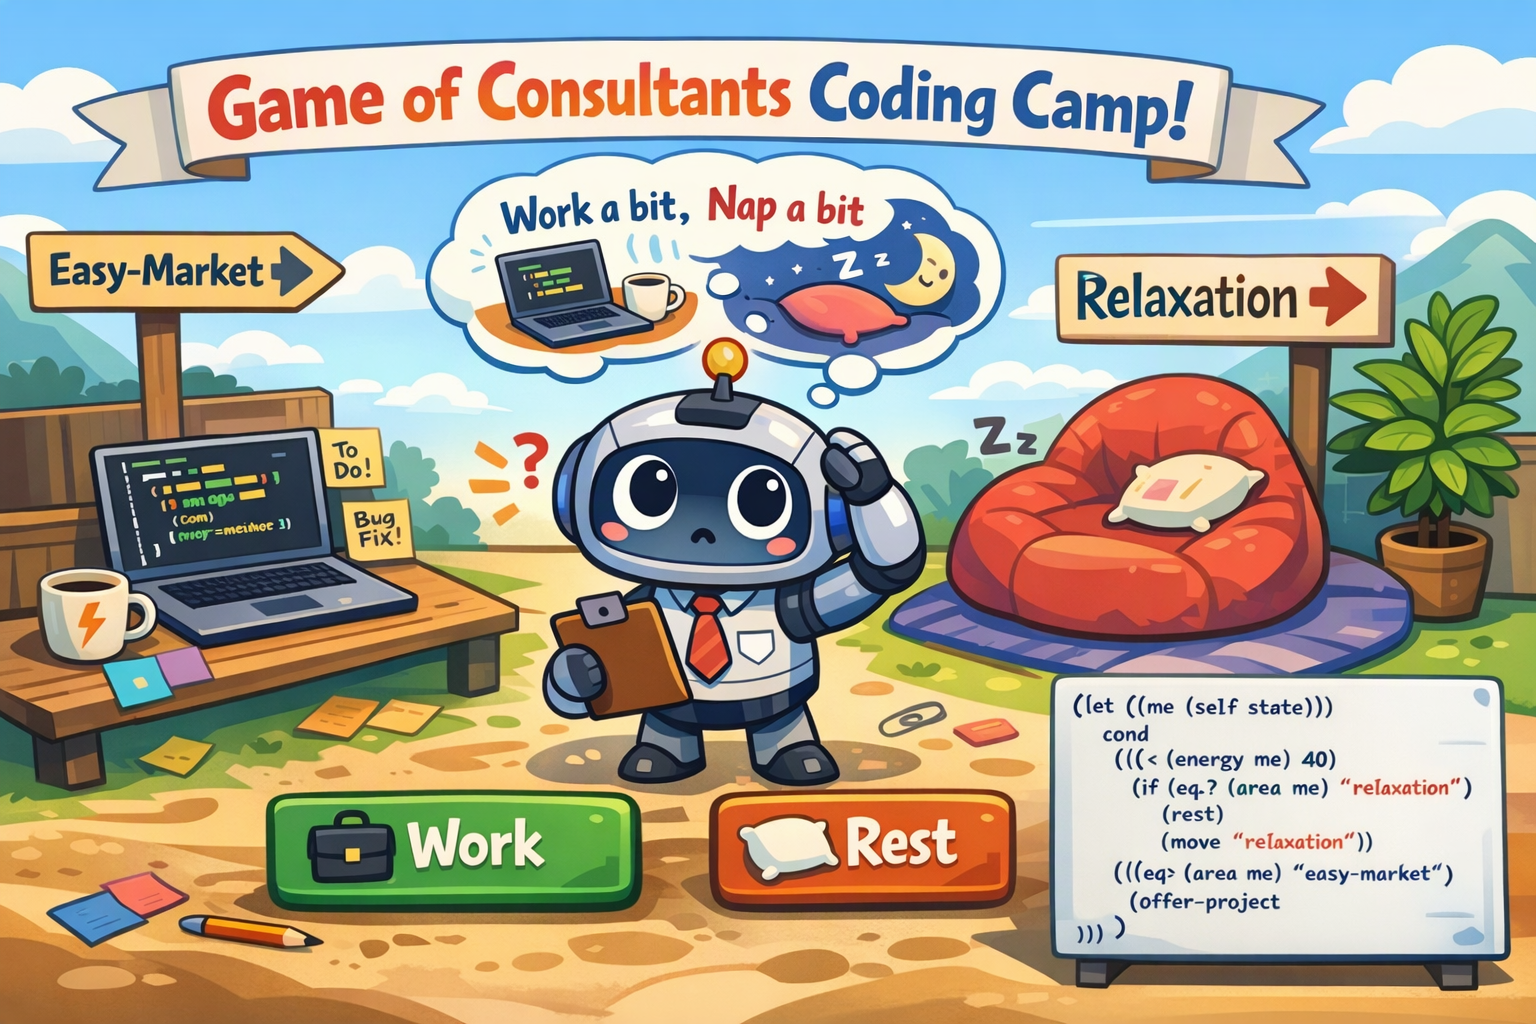 Game of Consultants Coding Camp!
Work a bit, Nap a bit
Z z
Easy-Market
Relaxation
To
Do!
Bug
Fix!
?
Z z
(let ((me (self state)))
cond
(((< (energy me) 40)
(if (eq.? (area me) "relaxation")
(rest)
(move "relaxation"))
(((eq> (area me) "easy-market")
(offer-project
))) )
Work
Rest